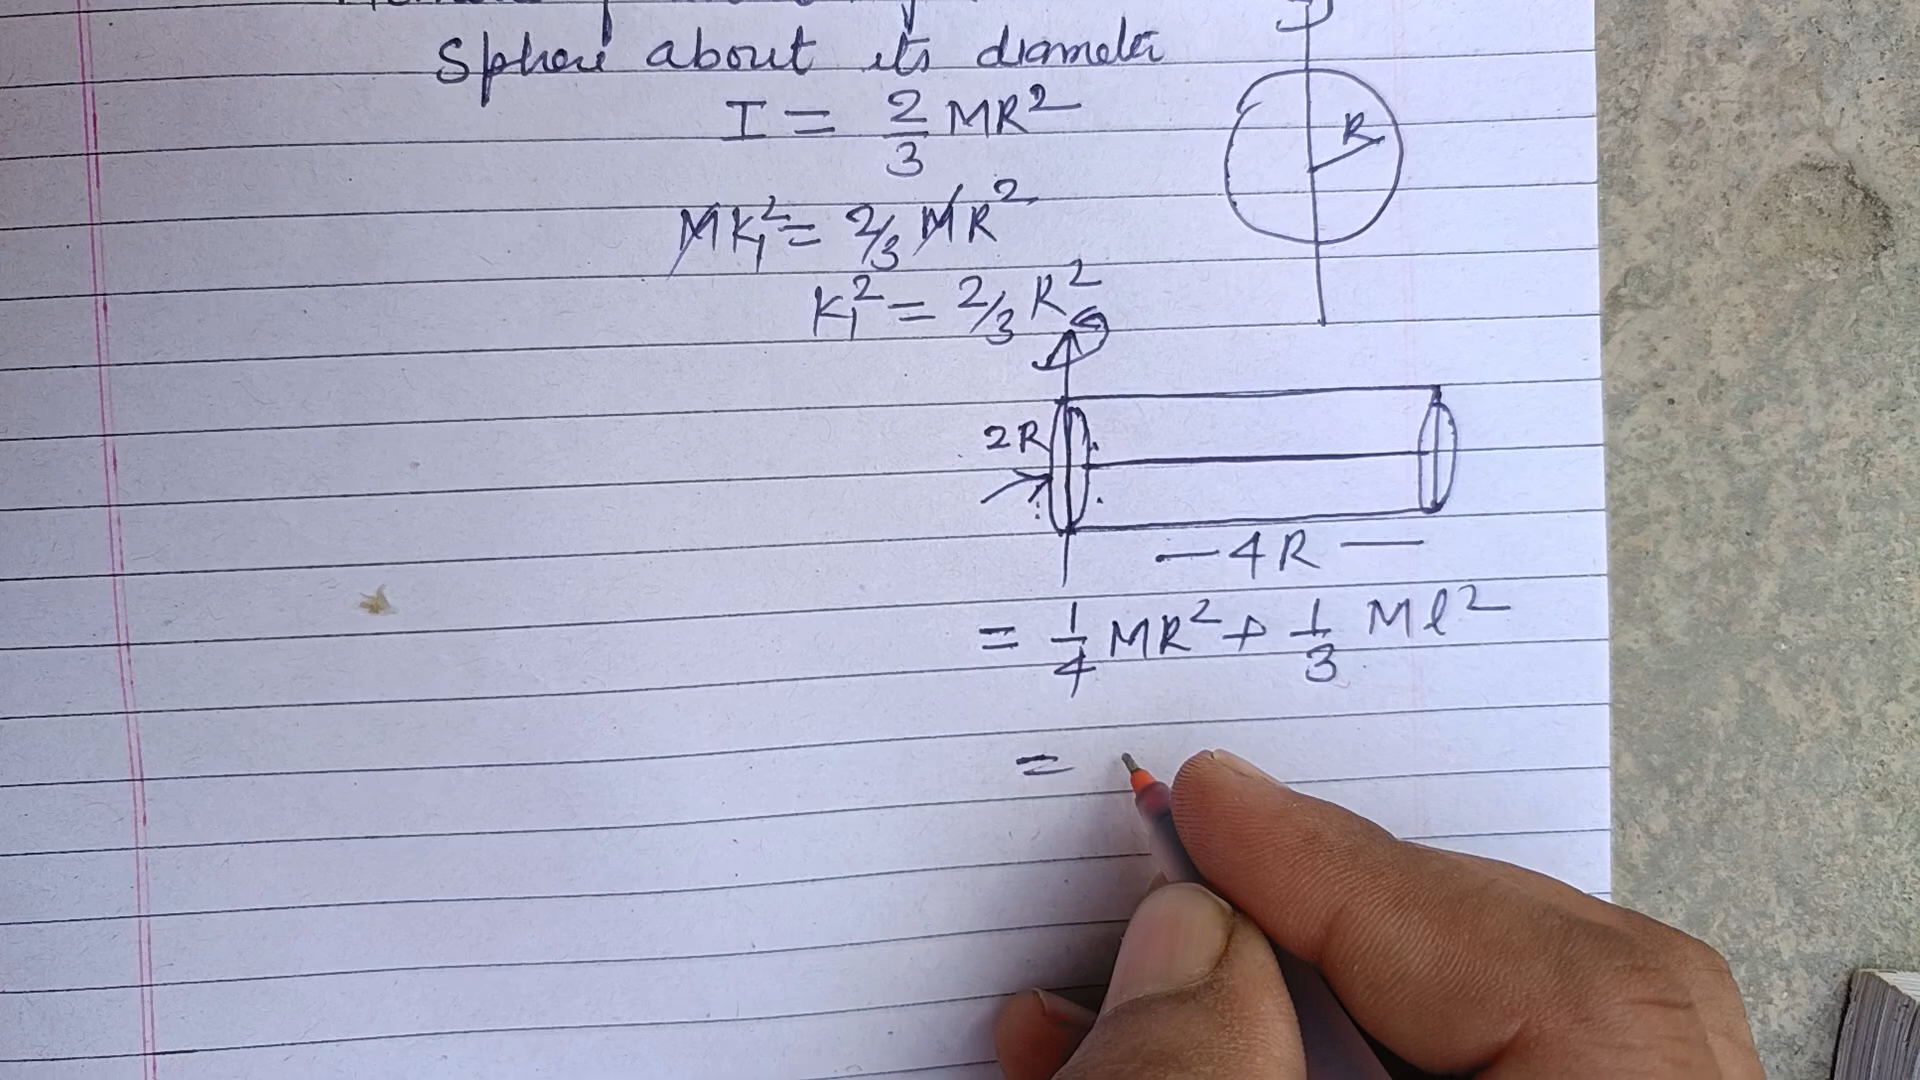 Sphere about its diameter
I = 2/3 MR²
R
MK₁² = 2/3 MR²
K₁² = 2/3 R²
2R
4R
= 1/4 MR² + 1/3 Ml²
=